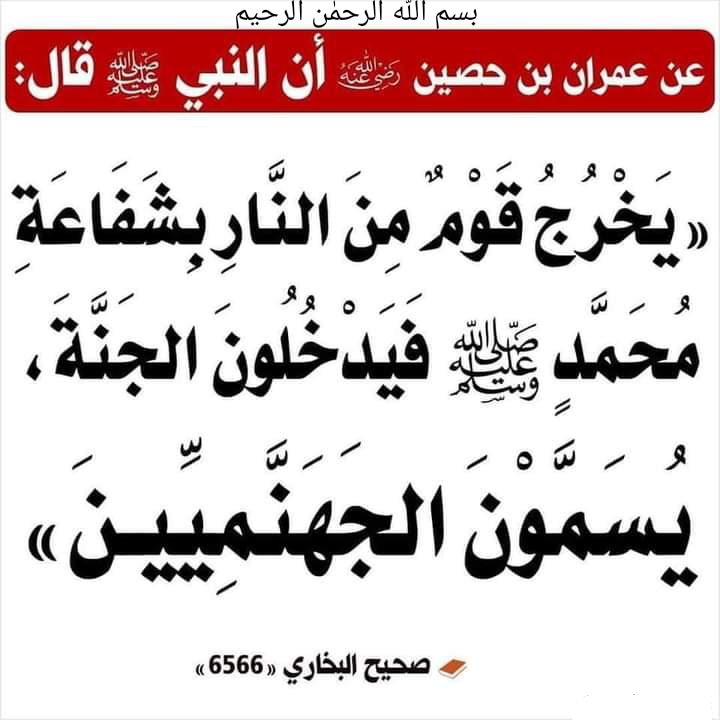 بسم الله الرحمٰن الرحيم
عن عمران بن حصين رضي الله عنه أن النبي صلى الله عليه وسلم قال:
«يَخْرُجُ قَوْمٌ مِنَ النَّارِ بِشَفَاعَةِ
مُحَمَّدٍ صلى الله عليه وسلم فَيَدْخُلُونَ الجَنَّةَ،
يُسَمَّوْنَ الجَهَنَّمِيِّينَ»
صحيح البخاري «6566»